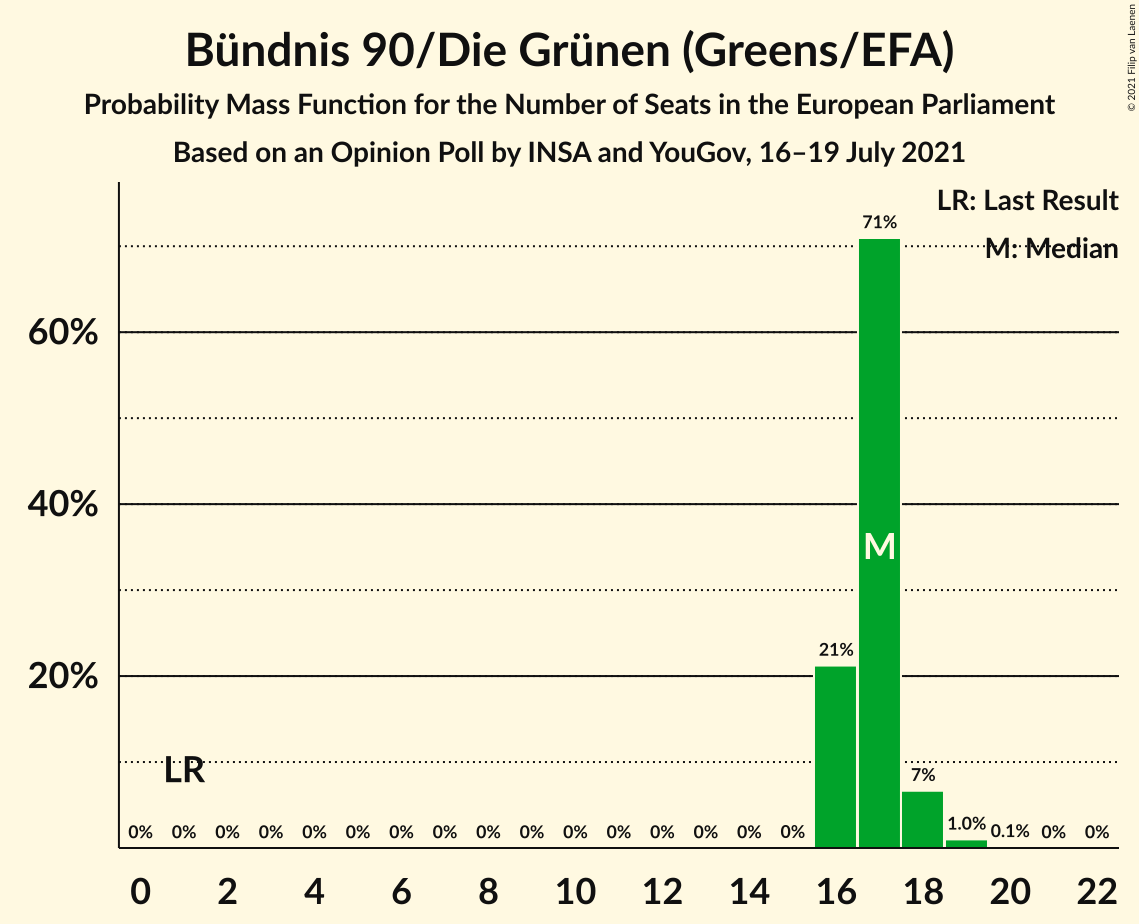 Bündnis 90/Die Grünen (Greens/EFA)
Probability Mass Function for the Number of Seats in the European Parliament
Based on an Opinion Poll by INSA and YouGov, 16–19 July 2021
© 2021 Filip van Laenen
LR: Last Result
M: Median
71%
60%
40%
M
21%
20%
LR
7%
0% 0% 0% 0% 0% 0% 0% 0% 0% 0% 0% 0% 0% 0% 0% 0% 1.0% 0.1% 0% 0%
0 2 4 6 8 10 12 14 16 18 20 22